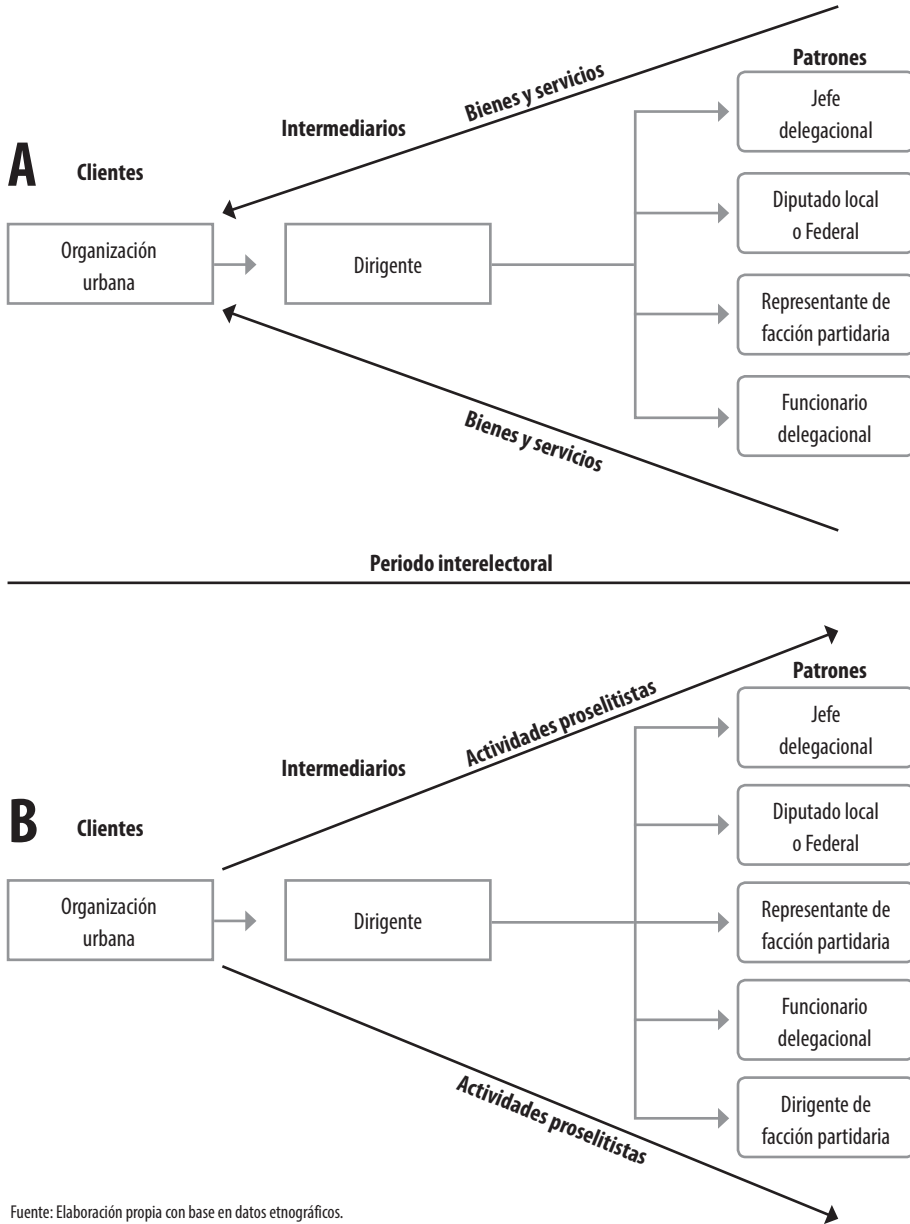 Patrones
Bienes y servicios
Jefe
delegacional
Intermediarios
A
Clientes
Diputado local
o Federal
Organización
urbana
Dirigente
Representante de
facción partidaria
Funcionario
delegacional
Bienes y servicios
Periodo interelectoral
Patrones
Actividades proselitistas
Jefe
delegacional
Intermediarios
B
Clientes
Diputado local
o Federal
Organización
urbana
Dirigente
Representante de
facción partidaria
Funcionario
delegacional
Actividades proselitistas
Dirigente de
facción partidaria
Fuente: Elaboración propia con base en datos etnográficos.